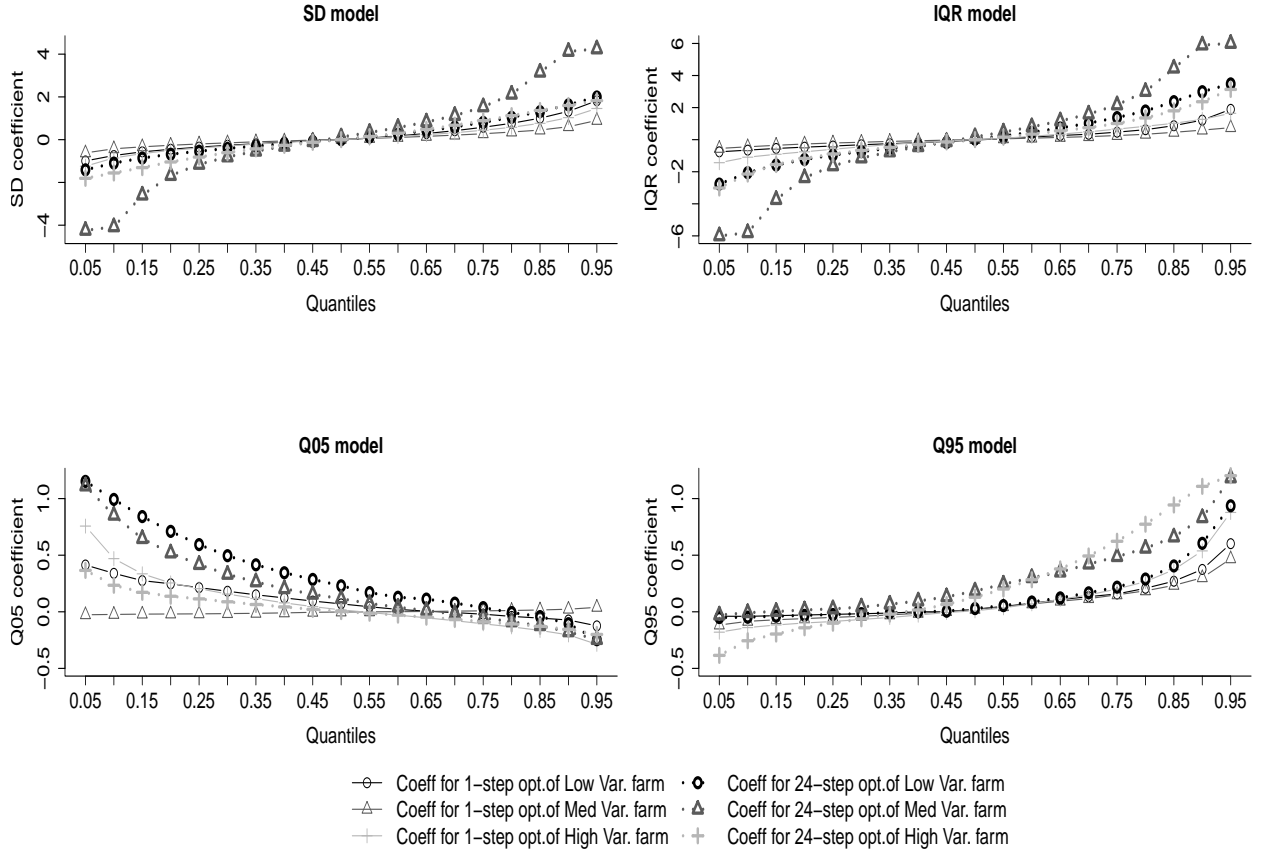 SD model
SD coefficient
4
2
0
−4
0.05 0.15 0.25 0.35 0.45 0.55 0.65 0.75 0.85 0.95
Quantiles
IQR model
IQR coefficient
6
4
2
−2
−6
0.05 0.15 0.25 0.35 0.45 0.55 0.65 0.75 0.85 0.95
Quantiles
Q05 model
Q05 coefficient
1.0
0.5
0.0
−0.5
0.05 0.15 0.25 0.35 0.45 0.55 0.65 0.75 0.85 0.95
Quantiles
Q95 model
Q95 coefficient
1.0
0.5
0.0
−0.5
0.05 0.15 0.25 0.35 0.45 0.55 0.65 0.75 0.85 0.95
Quantiles
Coeff for 1−step opt.of Low Var. farm
Coeff for 1−step opt.of Med Var. farm
Coeff for 1−step opt.of High Var. farm
Coeff for 24−step opt.of Low Var. farm
Coeff for 24−step opt.of Med Var. farm
Coeff for 24−step opt.of High Var. farm